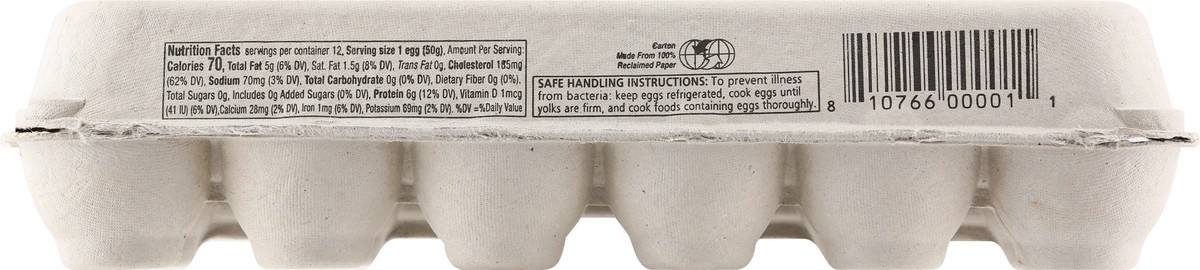 Nutrition Facts servings per container 12, Serving size 1 egg (50g), Amount Per Serving:
Calories 70, Total Fat 5g (6% DV), Sat. Fat 1.5g (8% DV), Trans Fat 0g, Cholesterol 185mg
(62% DV), Sodium 70mg (3% DV), Total Carbohydrate 0g (0% DV), Dietary Fiber 0g (0%),
Total Sugars 0g, Includes 0g Added Sugars (0% DV), Protein 6g (12% DV), Vitamin D 1mcg
(41 IU) (6% DV),Calcium 28mg (2% DV), Iron 1mg (6% DV), Potassium 69mg (2% DV), %DV =%Daily Value
Carton
Made From 100%
Reclaimed Paper
SAFE HANDLING INSTRUCTIONS: To prevent illness
from bacteria: keep eggs refrigerated, cook eggs until
yolks are firm, and cook foods containing eggs thoroughly.
8 10766 00001 1